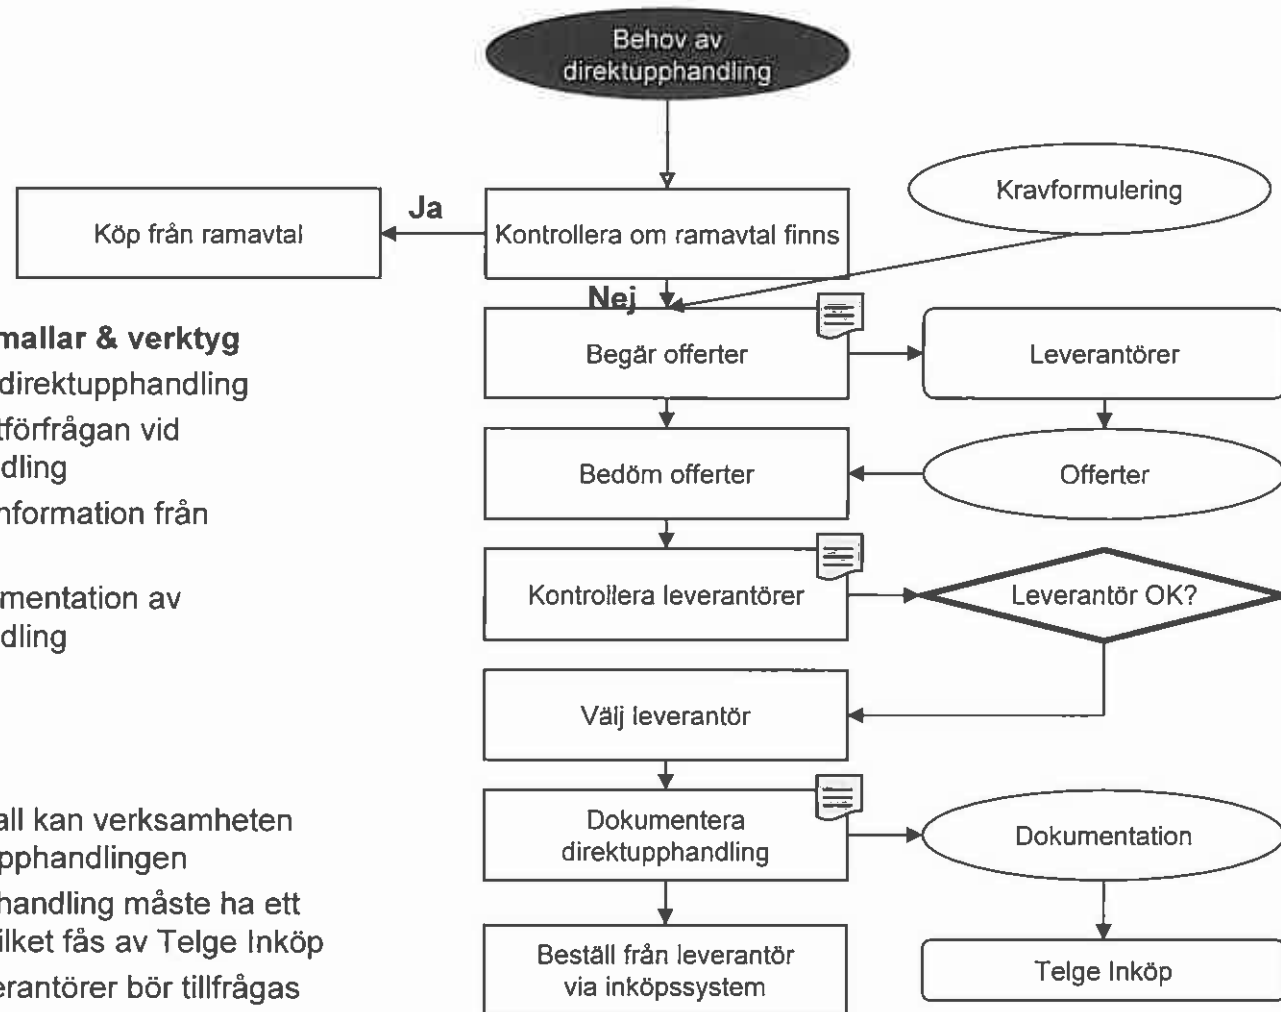 Behov av
direktupphandling
Kravformulering
Ja
Köp från ramavtal
Kontrollera om ramavtal finns
Nej
mallar & verktyg
direktupphandling
tförfrågan vid
dling
nformation från
mentation av
dling
Begär offerter
Leverantörer
Bedöm offerter
Offerter
Kontrollera leverantörer
Leverantör OK?
Välj leverantör
Dokumentera
direktupphandling
Dokumentation
Beställ från leverantör
via inköpssystem
Telge Inköp
all kan verksamheten
pphandlingen
handling måste ha ett
ilket fås av Telge Inköp
erantörer bör tillfrågas